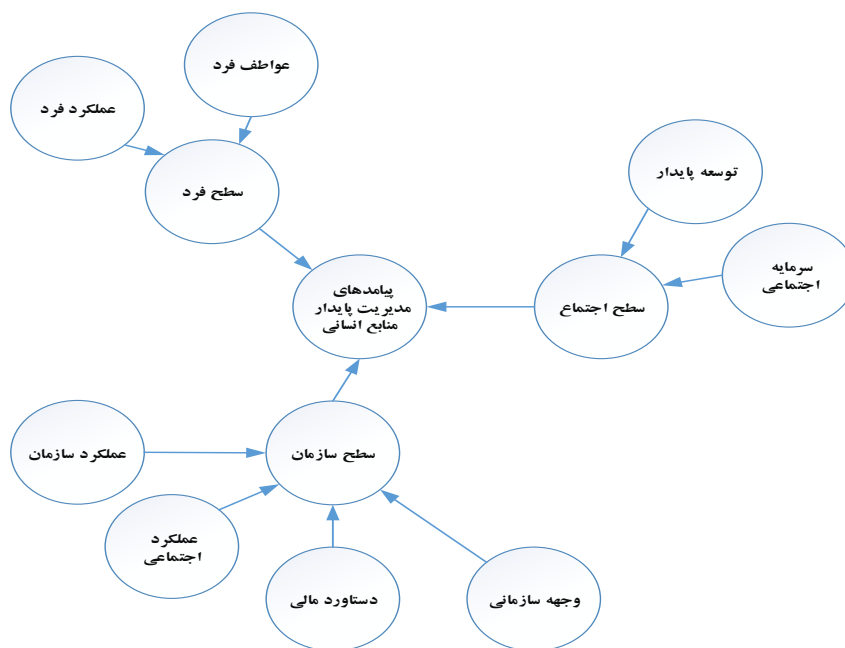 عواطف فرد
عملکرد فرد
سطح فرد
توسعه پایدار
سرمایه
اجتماعی
پیامدهای
مدیریت پایدار
منابع انسانی
سطح اجتماع
عملکرد سازمان
سطح سازمان
عملکرد
اجتماعی
دستاورد مالی
وجهه سازمانی